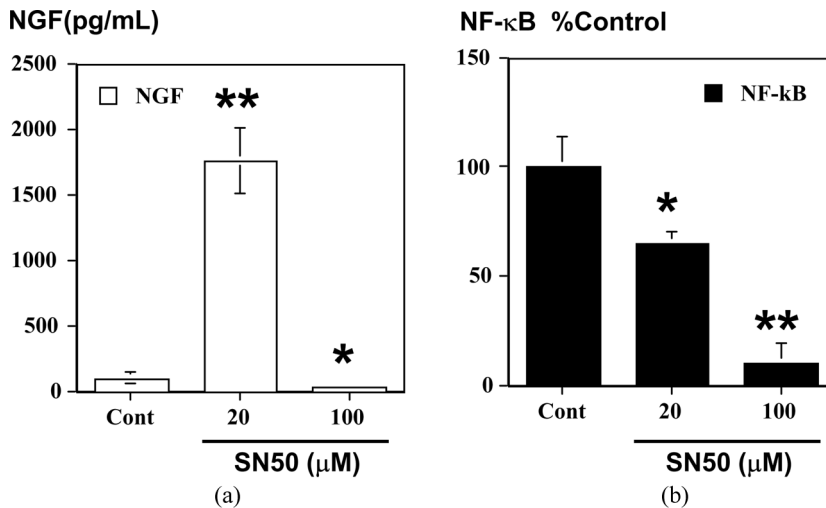 NGF(pg/mL)
2500
2000
1500
1000
500
0
NGF
**
*
Cont
20
100
SN50 (μM)
(a)
NF-κB %Control
150
100
50
0
NF-kB
*
**
Cont
20
100
SN50 (μM)
(b)